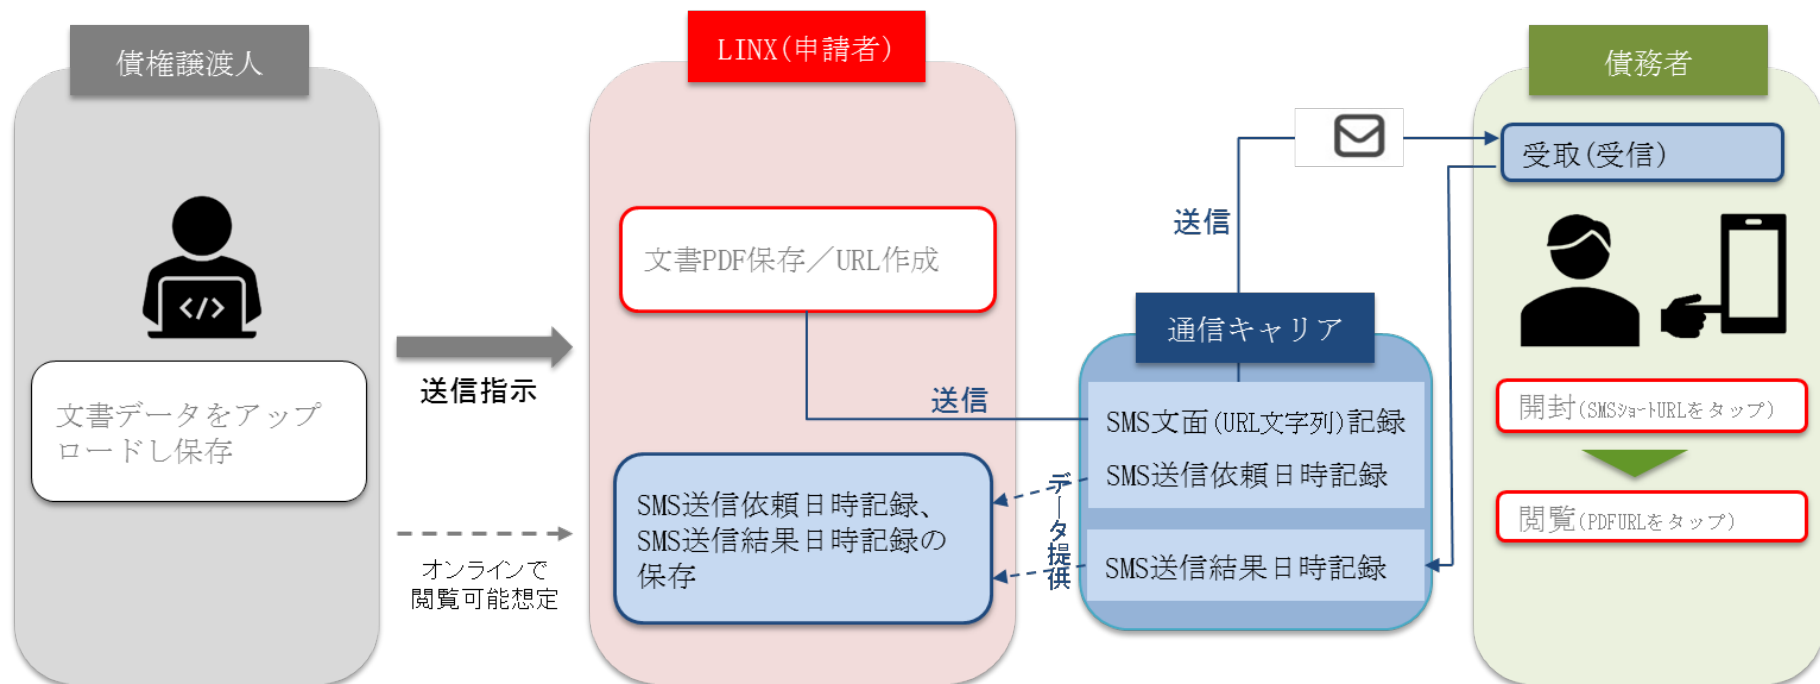 債権譲渡人
文書データをアップ
ロードし保存
送信指示
オンラインで
閲覧可能想定
LINX(申請者)
文書PDF保存／URL作成
SMS送信依頼日時記録、
SMS送信結果日時記録の
保存
送信
データ提供
送信
通信キャリア
SMS文面(URL文字列)記録
SMS送信依頼日時記録
SMS送信結果日時記録
債務者
受取(受信)
開封(SMSｼｮｰﾄURLをタップ)
閲覧(PDFURLをタップ)